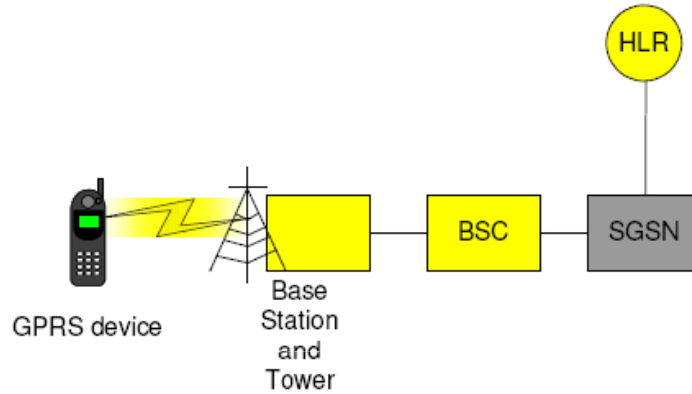 HLR
BSC
SGSN
GPRS device
Base
Station
and
Tower